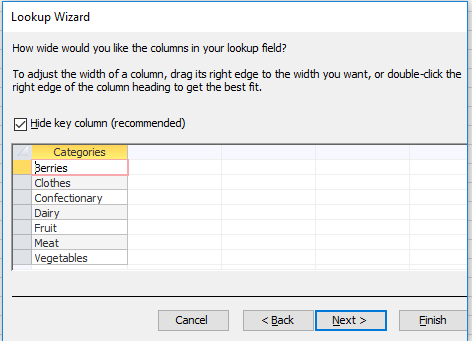 Lookup Wizard
How wide would you like the columns in your lookup field?
To adjust the width of a column, drag its right edge to the width you want, or double-click the
right edge of the column heading to get the best fit.
Hide key column (recommended)
Categories
Berries
Clothes
Confectionary
Dairy
Fruit
Meat
Vegetables
Cancel < Back Next > Finish